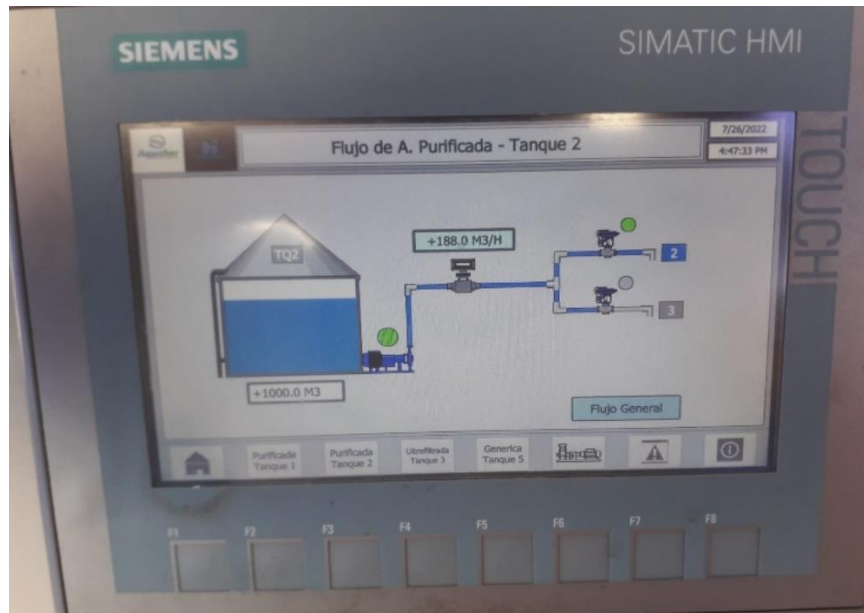 SIEMENS
SIMATIC HMI
TOUCH
Flujo de A. Purificada - Tanque 2
7/26/2022
4:47:33 PM
TQ2
+188.0 M3/H
2
3
+1000.0 M3
Flujo General
Purificada
Tanque 1
Purificada
Tanque 2
Ultrafiltrada
Tanque 3
Generica
Tanque 5
F1
F2
F3
F4
F5
F6
F7
F8